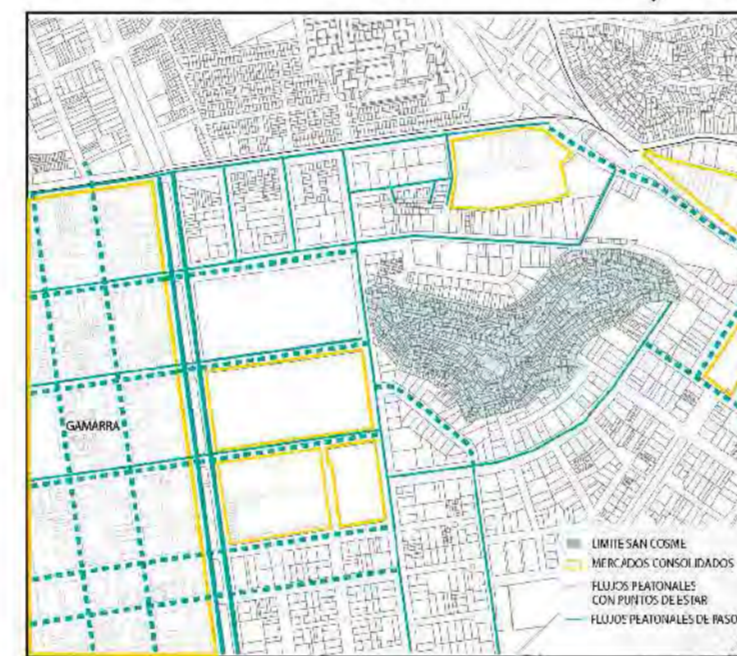 GAMARRA
LIMITE SAN COSME
MERCADOS CONSOLIDADOS
FLUJOS PEATONALES
CON PUNTOS DE ESTAR
FLUJOS PEATONALES DE PASO